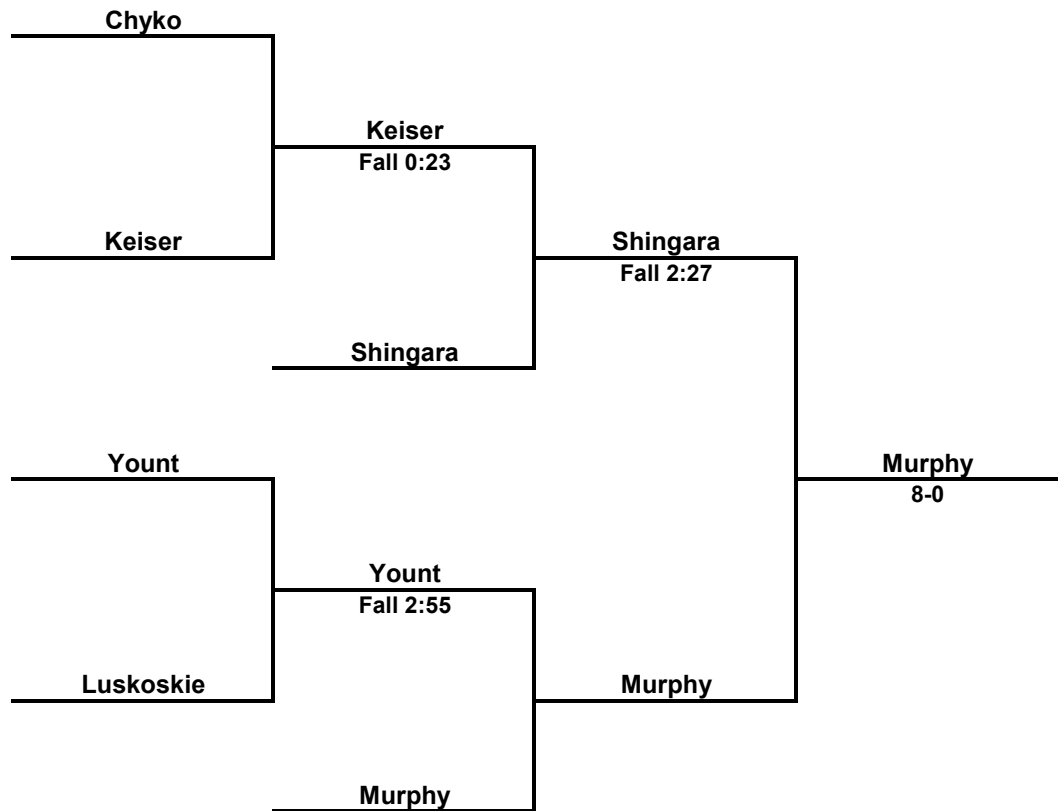 Chyko
Keiser
Fall 0:23
Keiser
Shingara
Fall 2:27
Shingara
Yount
Murphy
8-0
Yount
Fall 2:55
Luskoskie
Murphy
Murphy